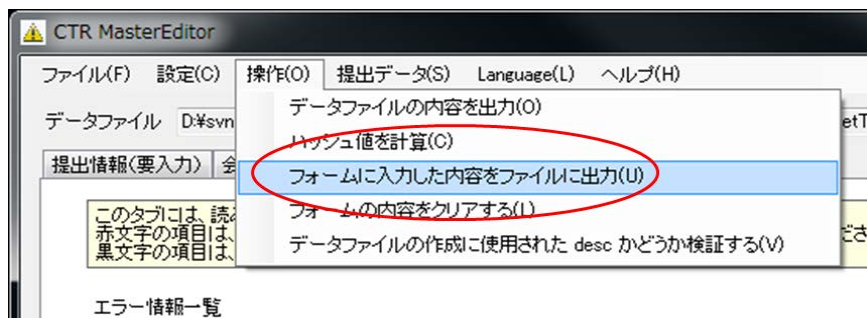 CTR MasterEditor
ファイル(F) 設定(C) 操作(O) 提出データ(S) Language(L) ヘルプ(H)
データファイルの内容を出力(O)
データファイル D:¥svn etT
ハッシュ値を計算(C)
提出情報(要入力) 会
フォームに入力した内容をファイルに出力(U)
フォームの内容をクリアする(L)
このタブには、読み
赤文字の項目は、 ださ
黒文字の項目は、
データファイルの作成に使用された desc かどうか検証する(V)
エラー情報一覧